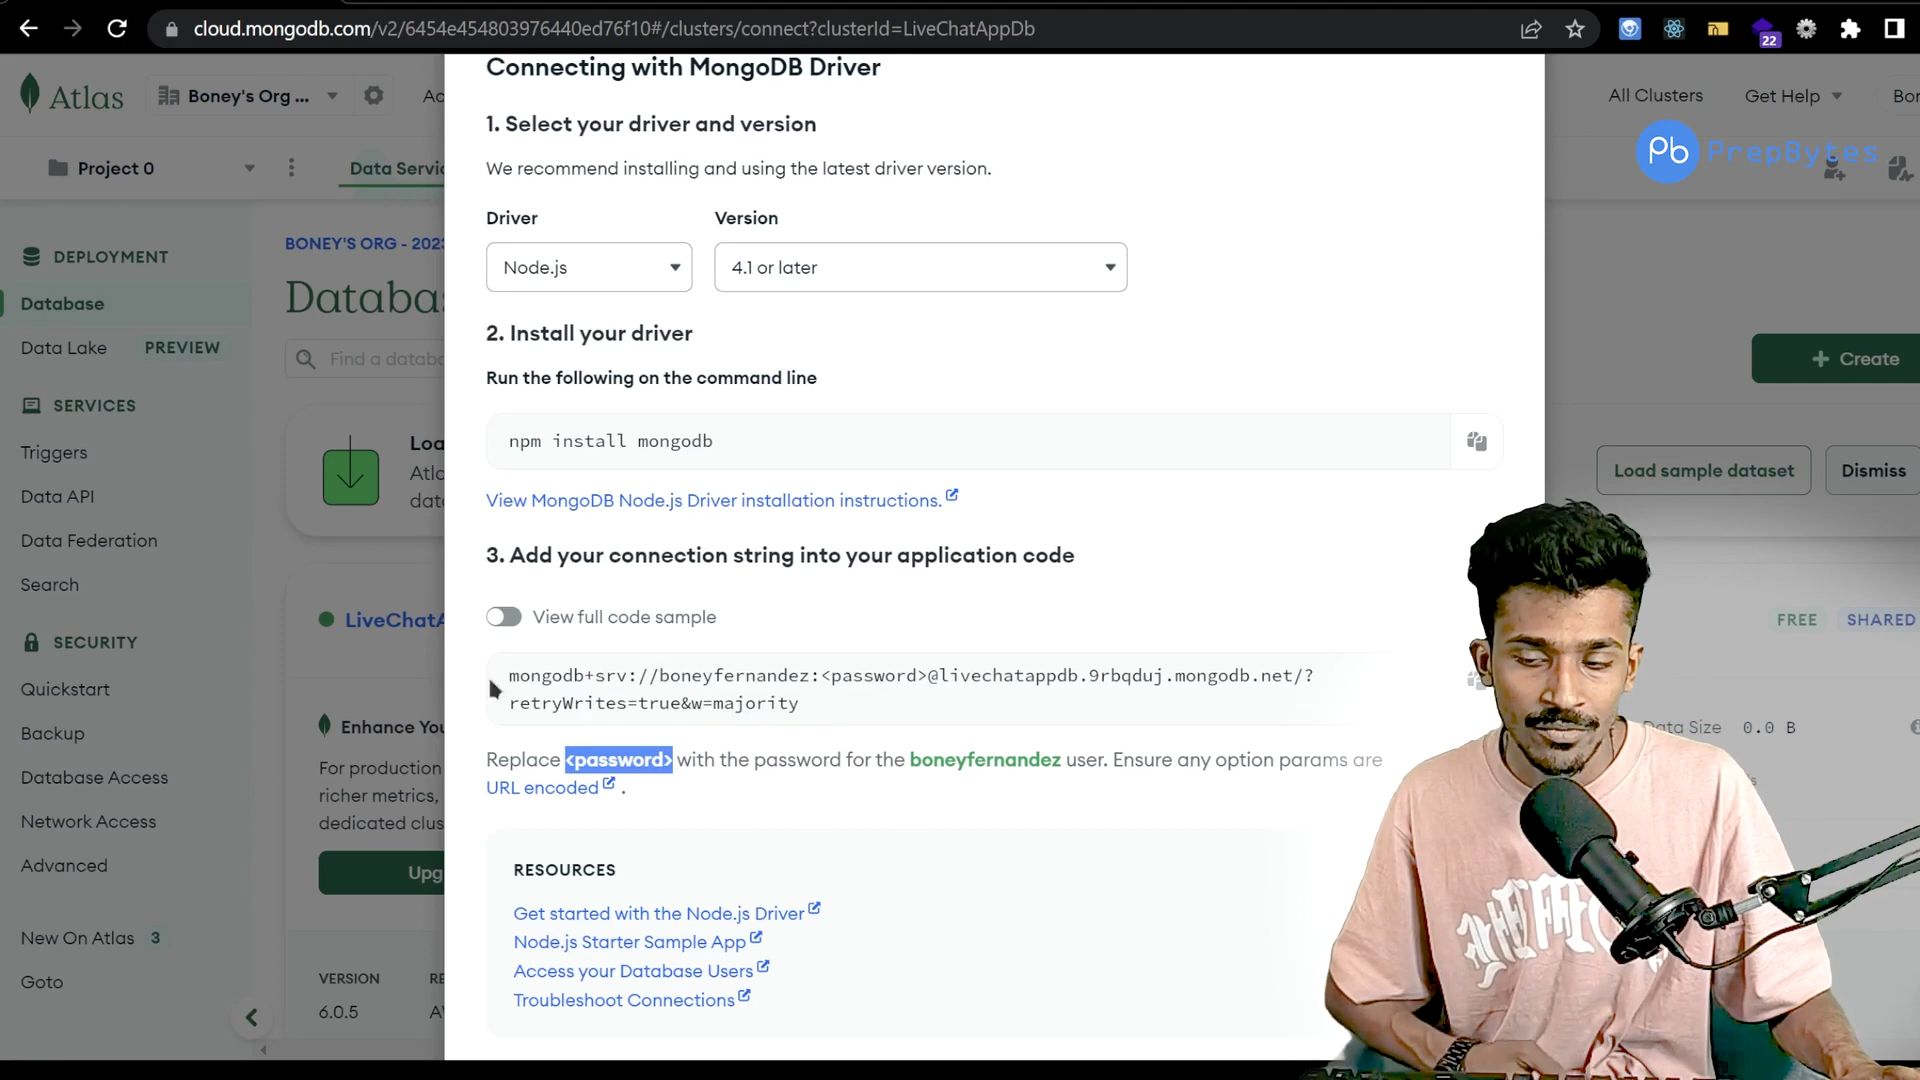 cloud.mongodb.com/v2/6454e454803976440ed76f10#/clusters/connect?clusterId=LiveChatAppDb
22
Atlas
Boney's Org ...
Connecting with MongoDB Driver
All Clusters
Get Help
Pb PrepBytes
Project 0
Data
1. Select your driver and version
We recommend installing and using the latest driver version.
Driver
Version
Node.js
4.1 or later
DEPLOYMENT
Database
Data Lake
PREVIEW
SERVICES
Triggers
Data API
Data Federation
Search
SECURITY
Quickstart
Backup
Database Access
Network Access
Advanced
New On Atlas 3
Goto
BONEY'S ORG - 2023
Find a
Create
2. Install your driver
Run the following on the command line
npm install mongodb
View MongoDB Node.js Driver installation instructions.
Load sample dataset
Dismiss
3. Add your connection string into your application code
View full code sample
mongodb+srv://boneyfernandez:<password>@livechatappdb.9rbqduj.mongodb.net/?
retryWrites=true&w=majority
Replace <password> with the password for the boneyfernandez user. Ensure any option params are
URL encoded .
FREE
SHARED
Data Size 0.0 B
Enhance
For production
richer metrics,
VERSION
6.0.5
RESOURCES
Get started with the Node.js Driver
Node.js Starter Sample App
Access your Database Users
Troubleshoot Connections